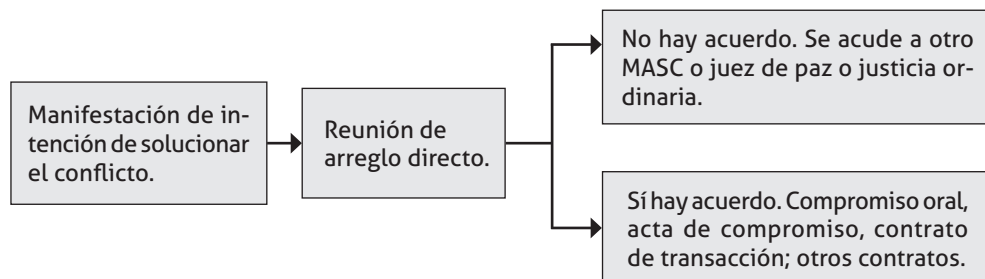 Manifestación de in-
tención de solucionar
el conflicto.
Reunión de
arreglo directo.
No hay acuerdo. Se acude a otro
MASC o juez de paz o justicia or-
dinaria.
Sí hay acuerdo. Compromiso oral,
acta de compromiso, contrato
de transacción; otros contratos.